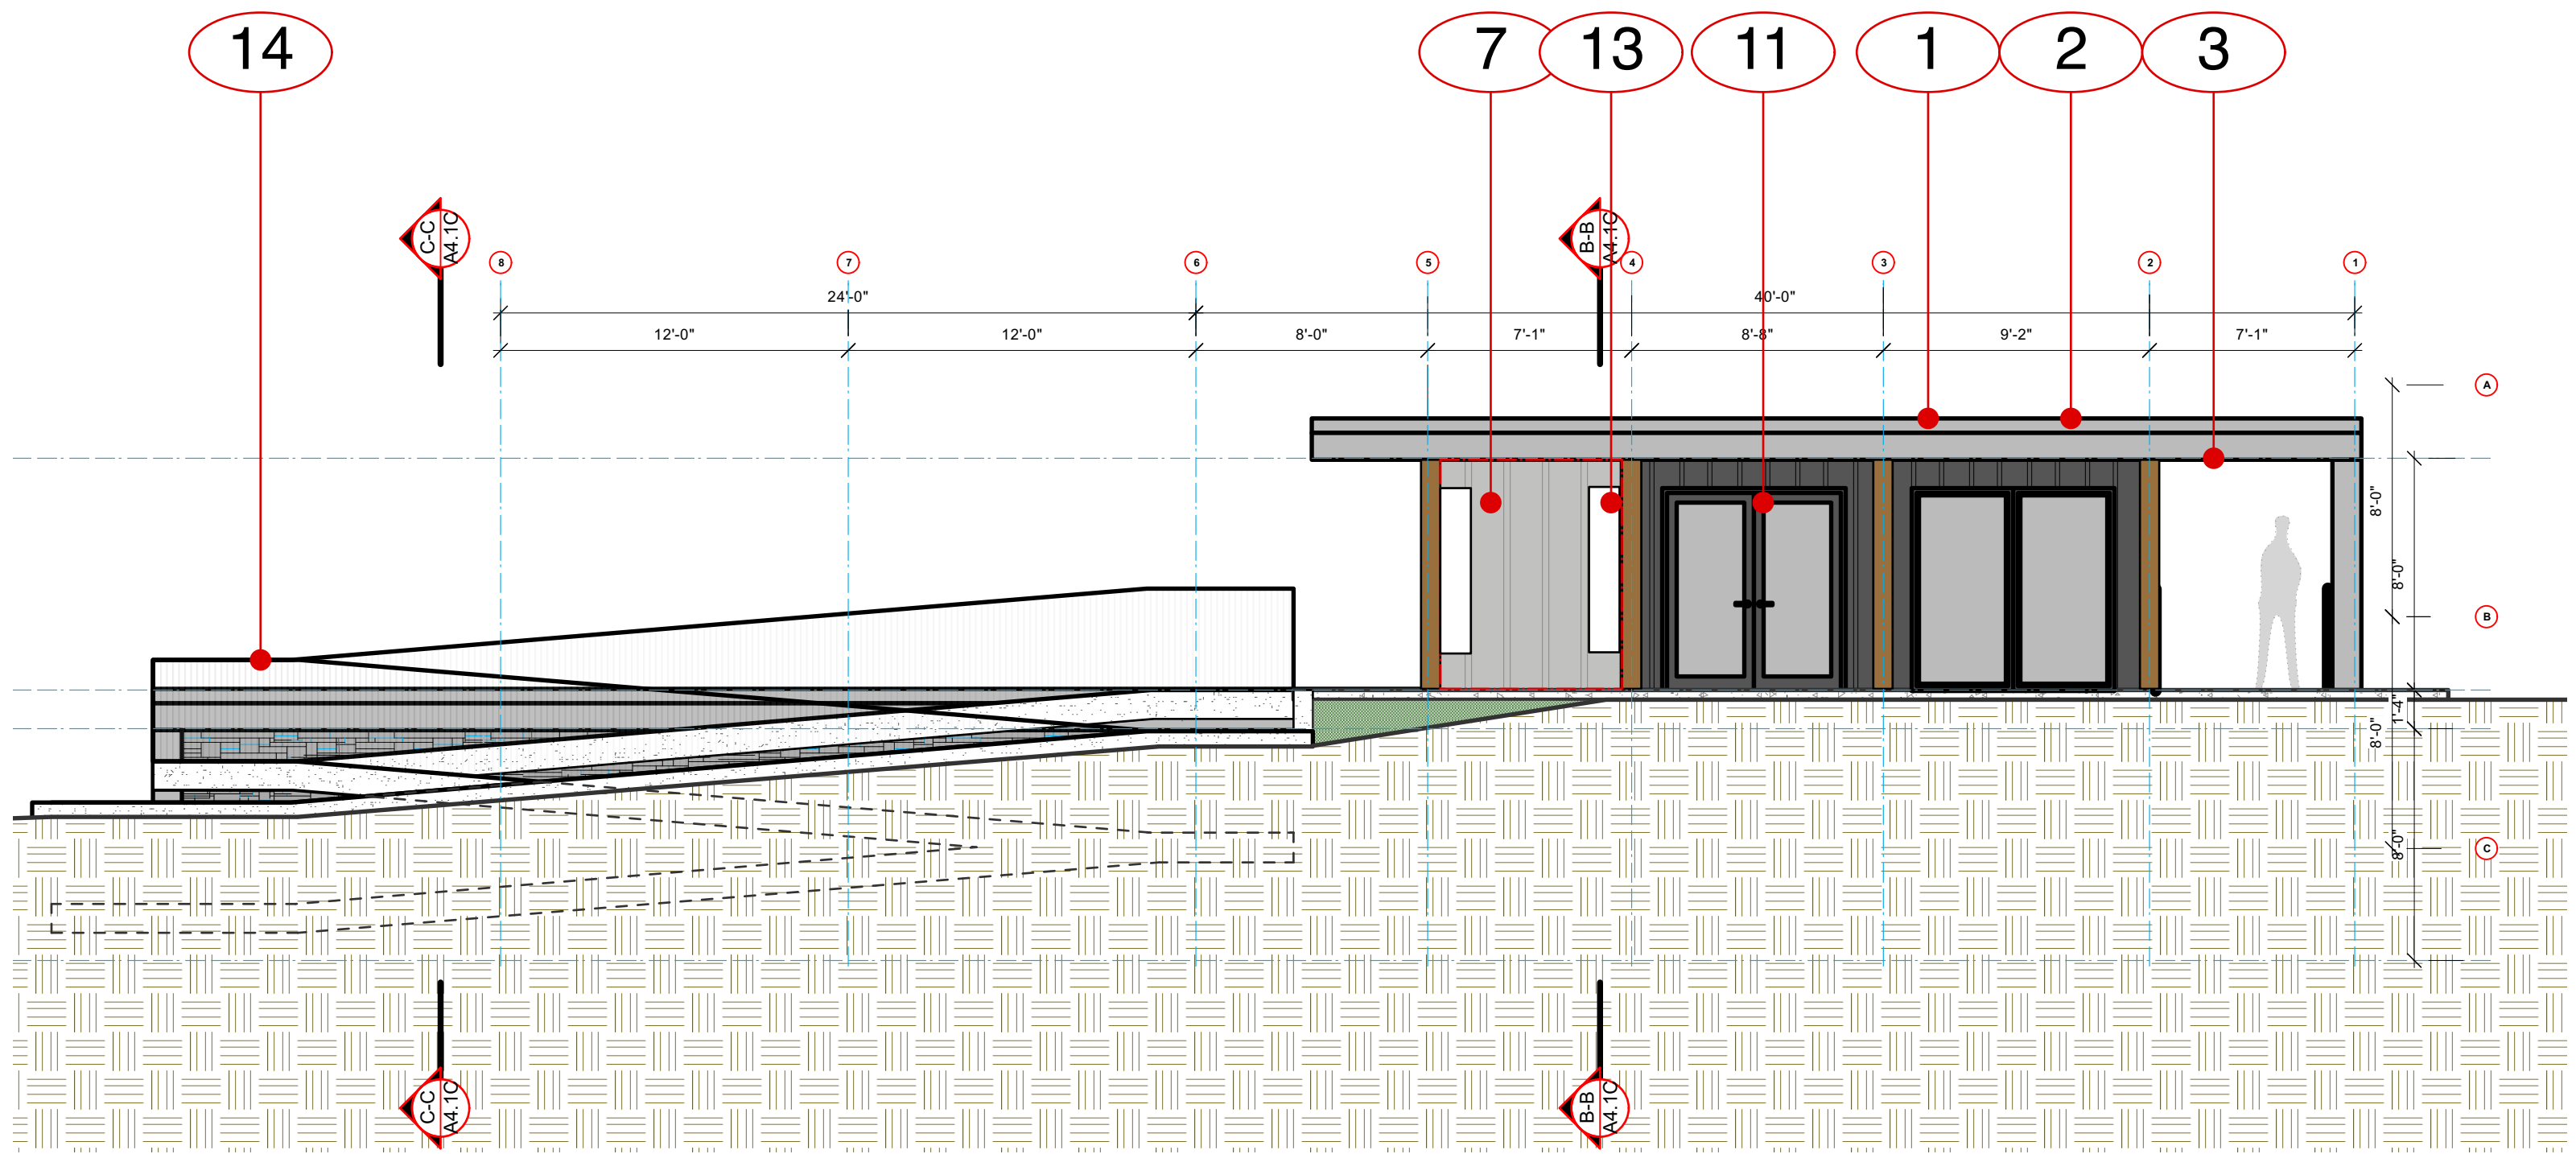 14 7 13 11 1 2 3
C-C A4.1C
B-B A4.1C
8 7 6 5 4 3 2 1
24'-0" 40'-0"
12'-0" 12'-0" 8'-0" 7'-1" 8'-8" 9'-2" 7'-1"
A
8'-0"
8'-0"
B
1'-4"
8'-0"
8'-0"
C
C-C A4.1C
B-B A4.1C